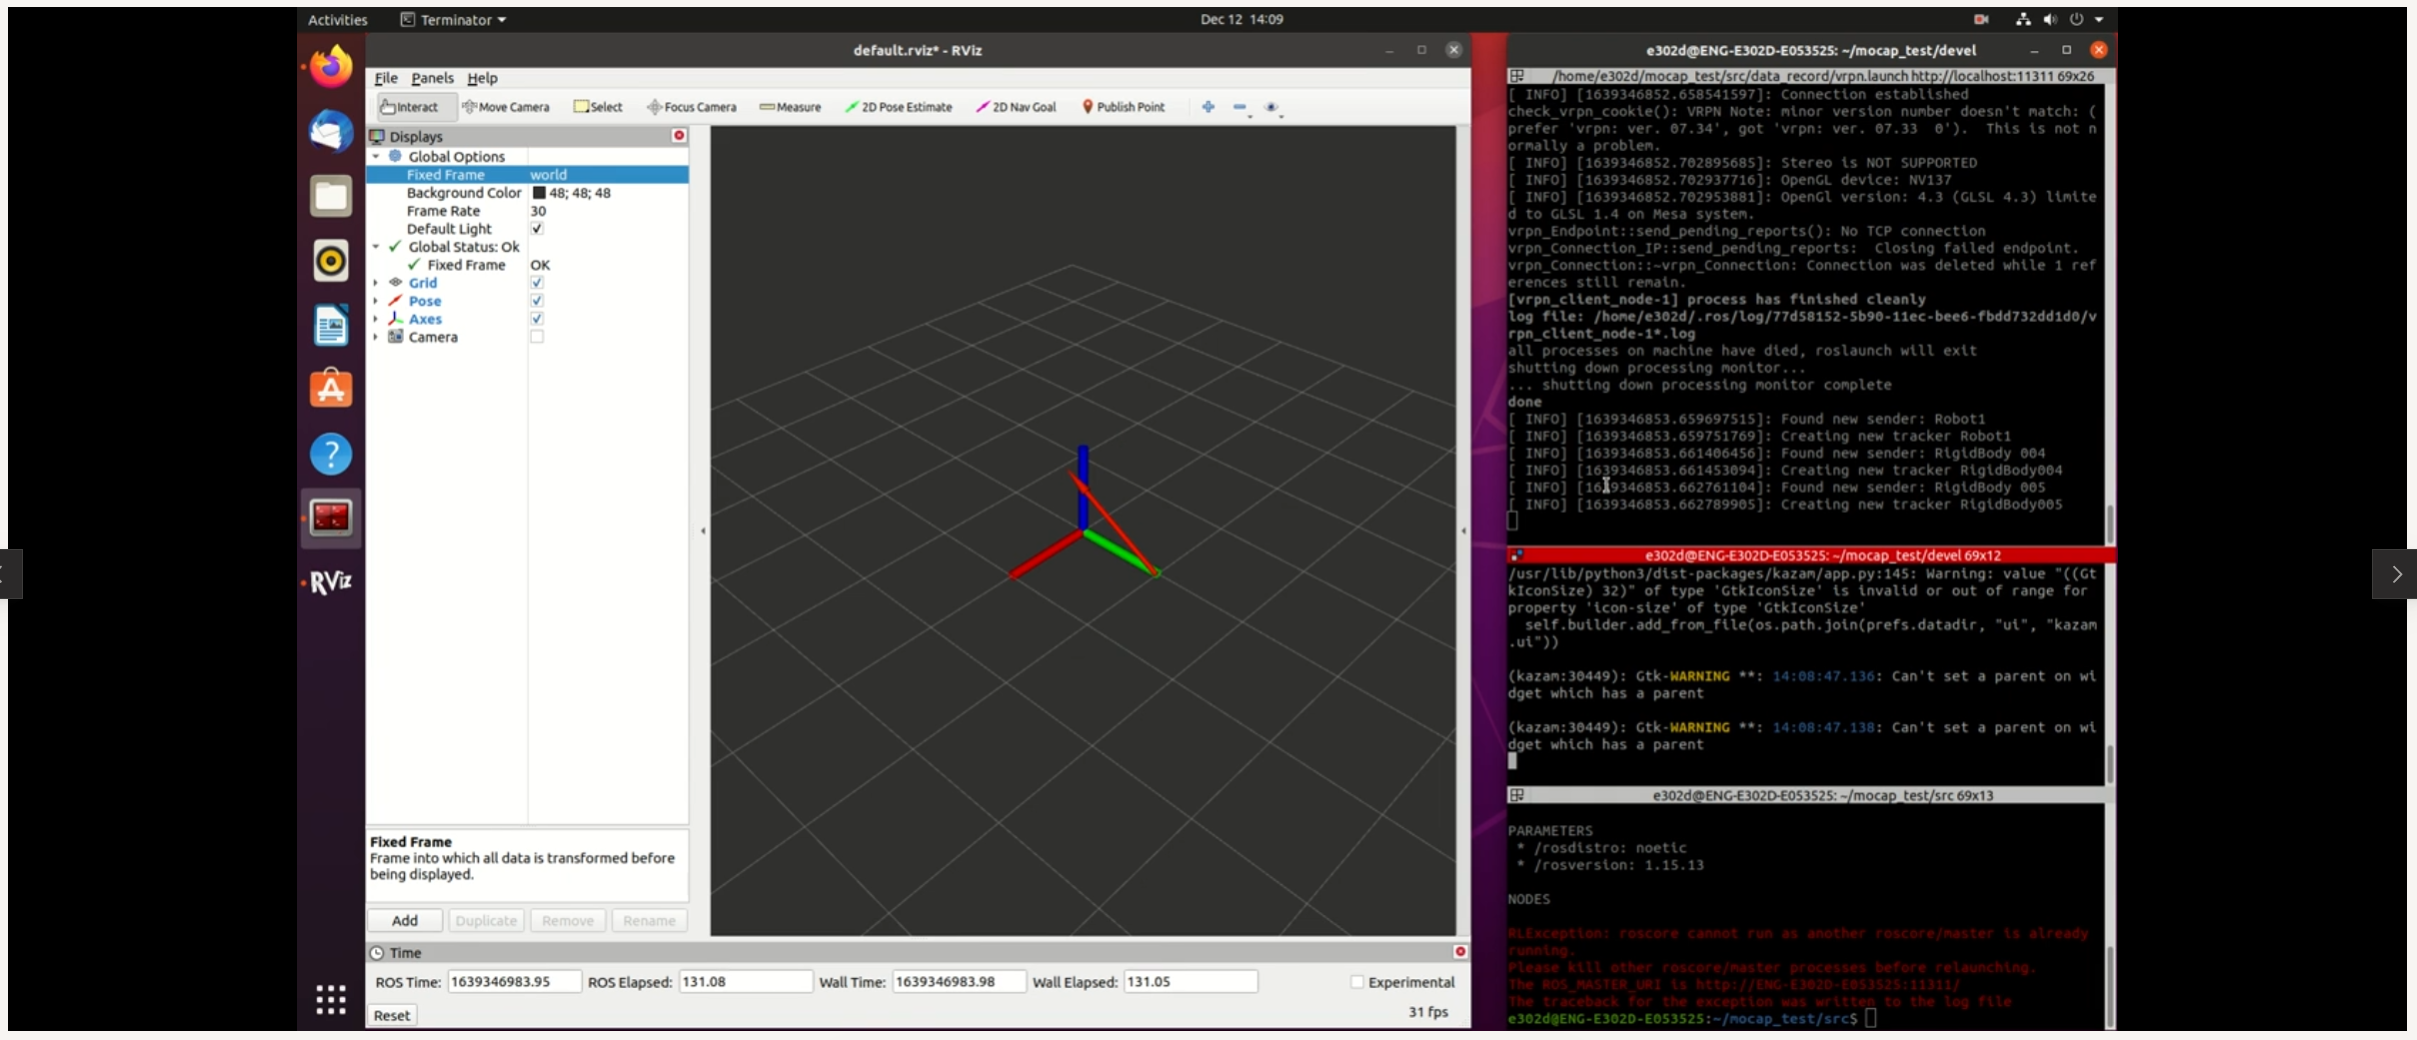 Activities
Terminator
Dec 12 14:09
default.rviz* - RViz
File Panels Help
Interact Move Camera Select Focus Camera Measure 2D Pose Estimate 2D Nav Goal Publish Point
Displays
Global Options
Fixed Frame world
Background Color 48; 48; 48
Frame Rate 30
Default Light
Global Status: Ok
Fixed Frame OK
Grid
Pose
Axes
Camera
Fixed Frame
Frame into which all data is transformed before
being displayed.
Add Duplicate Remove Rename
Time
ROS Time: 1639346983.95 ROS Elapsed: 131.08 Wall Time: 1639346983.98 Wall Elapsed: 131.05 Experimental
Reset
31 fps
RViz
e302d@ENG-E302D-E053525: ~/mocap_test/devel
/home/e302d/mocap_test/src/data_record/vrpn.launch http://localhost:11311 69x26
[ INFO] [1639346852.658541597]: Connection established
check_vrpn_cookie(): VRPN Note: minor version number doesn't match: (
prefer 'vrpn: ver. 07.34', got 'vrpn: ver. 07.33  0').  This is not n
ormally a problem.
[ INFO] [1639346852.702895685]: Stereo is NOT SUPPORTED
[ INFO] [1639346852.702937716]: OpenGL device: NV137
[ INFO] [1639346852.702953881]: OpenGl version: 4.3 (GLSL 4.3) limite
d to GLSL 1.4 on Mesa system.
vrpn_Endpoint::send_pending_reports(): No TCP connection
vrpn_Connection_IP::send_pending_reports:  Closing failed endpoint.
vrpn_Connection::~vrpn_Connection: Connection was deleted while 1 ref
erences still remain.
[vrpn_client_node-1] process has finished cleanly
log file: /home/e302d/.ros/log/77d58152-5b90-11ec-bee6-fbdd732dd1d0/v
rpn_client_node-1*.log
all processes on machine have died, roslaunch will exit
shutting down processing monitor...
... shutting down processing monitor complete
done
[ INFO] [1639346853.659697515]: Found new sender: Robot1
[ INFO] [1639346853.659751769]: Creating new tracker Robot1
[ INFO] [1639346853.661406456]: Found new sender: RigidBody 004
[ INFO] [1639346853.661453094]: Creating new tracker RigidBody004
[ INFO] [1639346853.662761104]: Found new sender: RigidBody 005
[ INFO] [1639346853.662789905]: Creating new tracker RigidBody005
e302d@ENG-E302D-E053525: ~/mocap_test/devel 69x12
/usr/lib/python3/dist-packages/kazam/app.py:145: Warning: value "((Gt
kIconSize) 32)" of type 'GtkIconSize' is invalid or out of range for
property 'icon-size' of type 'GtkIconSize'
self.builder.add_from_file(os.path.join(prefs.datadir, "ui", "kazam
.ui"))
(kazam:30449): Gtk-WARNING **: 14:08:47.136: Can't set a parent on wi
dget which has a parent
(kazam:30449): Gtk-WARNING **: 14:08:47.138: Can't set a parent on wi
dget which has a parent
e302d@ENG-E302D-E053525: ~/mocap_test/src 69x13
PARAMETERS
* /rosdistro: noetic
* /rosversion: 1.15.13
NODES
RLException: roscore cannot run as another roscore/master is already
running.
Please kill other roscore/master processes before relaunching.
The ROS_MASTER_URI is http://ENG-E302D-E053525:11311/
The traceback for the exception was written to the log file
e302d@ENG-E302D-E053525:~/mocap_test/src$